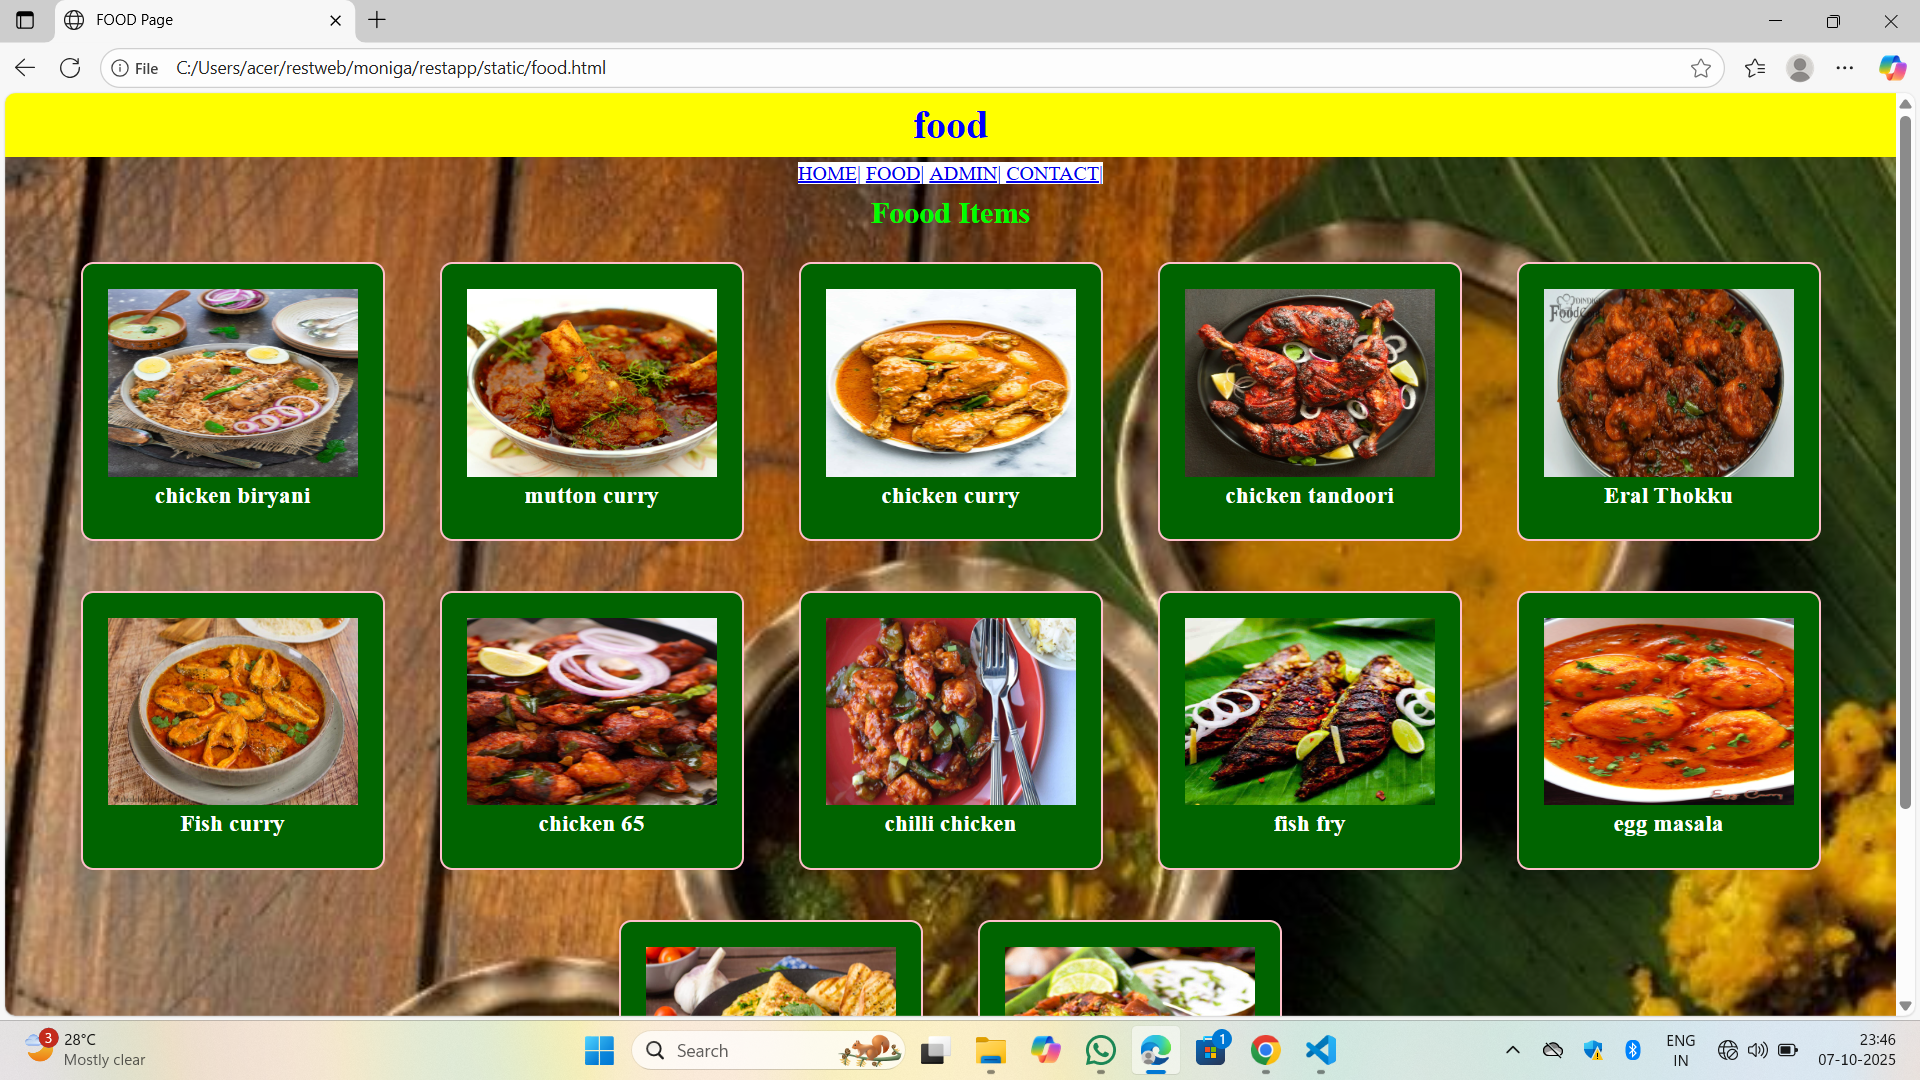 FOOD Page
File C:/Users/acer/restweb/moniga/restapp/static/food.html
food
HOME| FOOD| ADMIN| CONTACT|
Foood Items
chicken biryani
mutton curry
chicken curry
chicken tandoori
Eral Thokku
Fish curry
chicken 65
chilli chicken
fish fry
egg masala
3
28°C
Mostly clear
Search
1
ENG
IN
23:46
07-10-2025